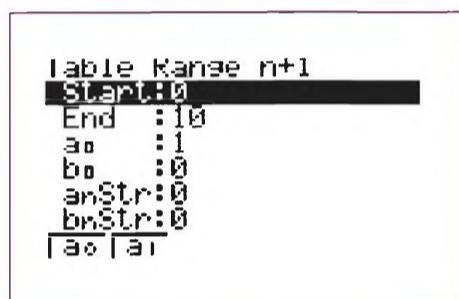 Table Range n+1
Start:0
End :10
a₀ :1
b₀ :0
anStr:0
bnStr:0
a₀ a₁